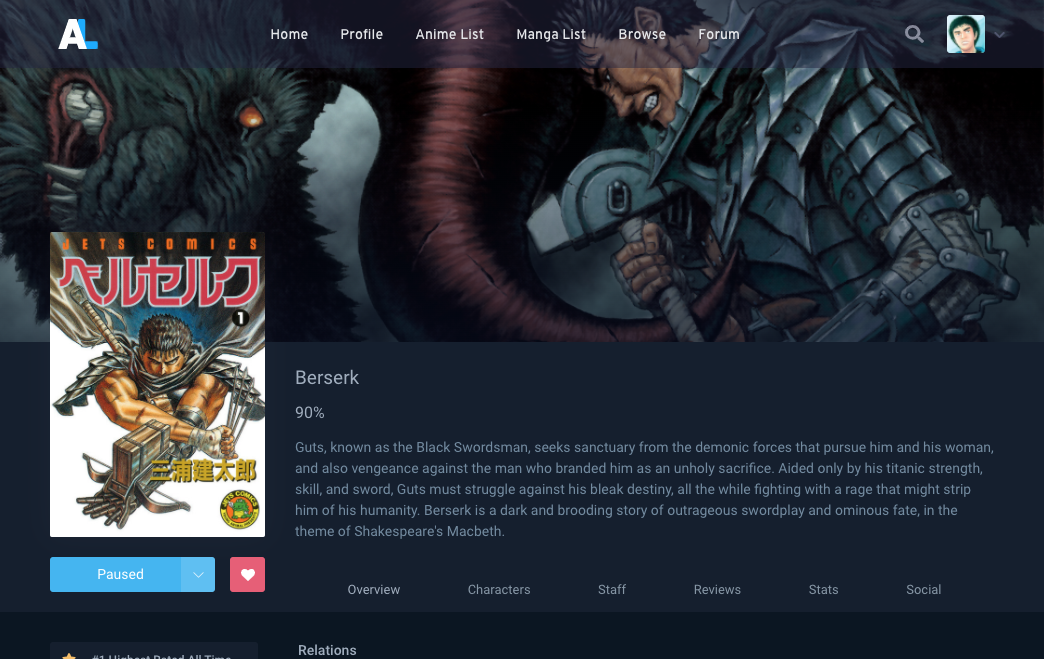 AL
Home
Profile
Anime List
Manga List
Browse
Forum
JETS COMICS
ベルセルク
1
三浦建太郎
JETS COMICS
Berserk
90%
Guts, known as the Black Swordsman, seeks sanctuary from the demonic forces that pursue him and his woman,
and also vengeance against the man who branded him as an unholy sacrifice. Aided only by his titanic strength,
skill, and sword, Guts must struggle against his bleak destiny, all the while fighting with a rage that might strip
him of his humanity. Berserk is a dark and brooding story of outrageous swordplay and ominous fate, in the
theme of Shakespeare's Macbeth.
Paused
Overview
Characters
Staff
Reviews
Stats
Social
#1 Highest Rated All Time
Relations